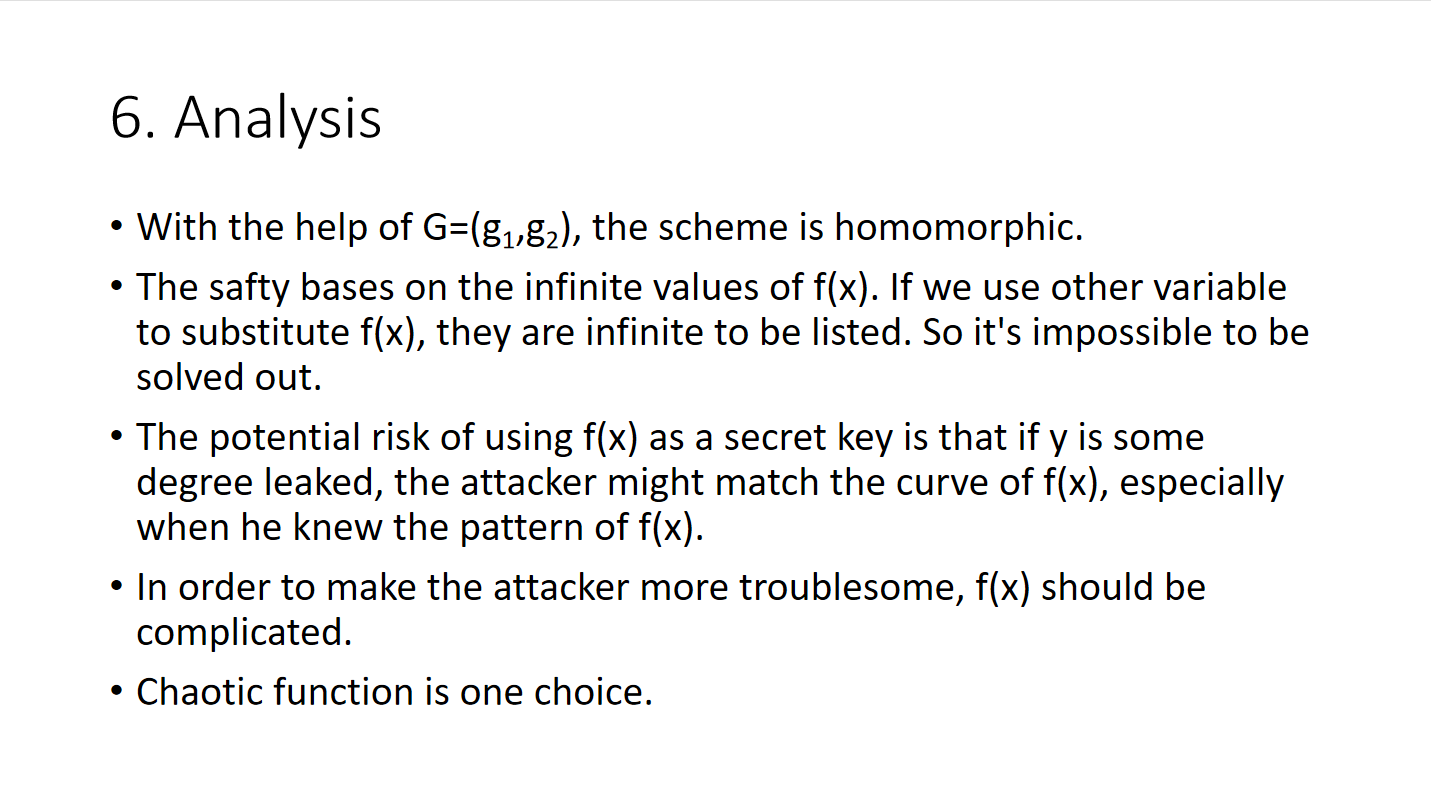 6. Analysis
• With the help of G=(g₁,g₂), the scheme is homomorphic.
• The safty bases on the infinite values of f(x). If we use other variable
to substitute f(x), they are infinite to be listed. So it's impossible to be
solved out.
• The potential risk of using f(x) as a secret key is that if y is some
degree leaked, the attacker might match the curve of f(x), especially
when he knew the pattern of f(x).
• In order to make the attacker more troublesome, f(x) should be
complicated.
• Chaotic function is one choice.